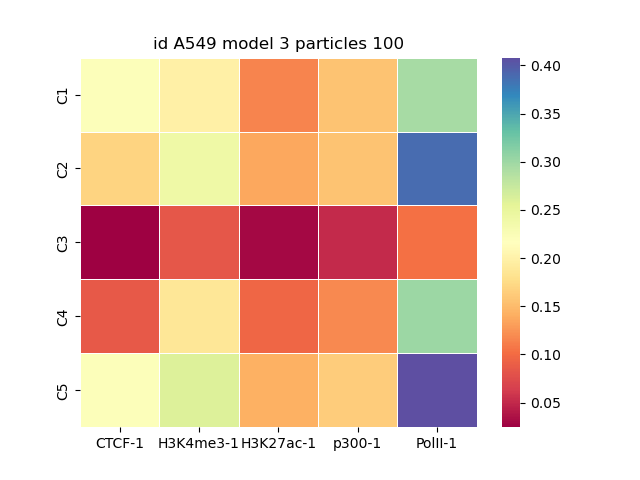 id A549 model 3 particles 100
C1
C2
C3
C4
C5
CTCF-1 H3K4me3-1 H3K27ac-1 p300-1 PolII-1
0.40
0.35
0.30
0.25
0.20
0.15
0.10
0.05